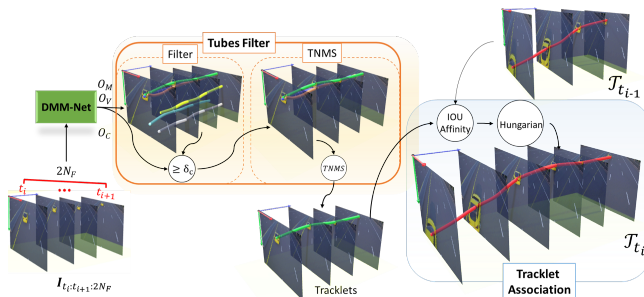 Tubes Filter
Filter
TNMS
DMM-Net
O_M
O_V
O_C
≥ δ_c
TNMS
2N_F
t_i
...
t_{i+1}
I_{t_i:t_{i+1}:2N_F}
Tracklets
IOU
Affinity
Hungarian
𝒯_{t_{i-1}}
𝒯_{t_i}
Tracklet
Association